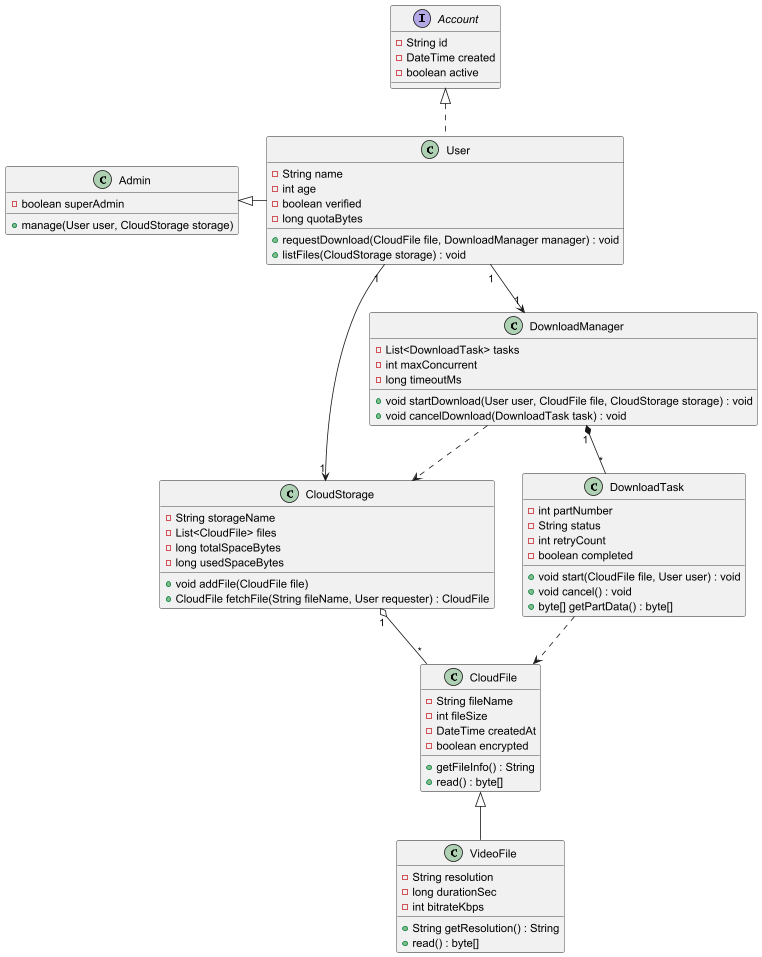 I Account
String id
DateTime created
boolean active
C User
String name
int age
boolean verified
long quotaBytes
requestDownload(CloudFile file, DownloadManager manager) : void
listFiles(CloudStorage storage) : void
C Admin
boolean superAdmin
manage(User user, CloudStorage storage)
1
1
1
C DownloadManager
List<DownloadTask> tasks
int maxConcurrent
long timeoutMs
void startDownload(User user, CloudFile file, CloudStorage storage) : void
void cancelDownload(DownloadTask task) : void
1
*
1
C CloudStorage
String storageName
List<CloudFile> files
long totalSpaceBytes
long usedSpaceBytes
void addFile(CloudFile file)
CloudFile fetchFile(String fileName, User requester) : CloudFile
C DownloadTask
int partNumber
String status
int retryCount
boolean completed
void start(CloudFile file, User user) : void
void cancel() : void
byte[] getPartData() : byte[]
1
*
C CloudFile
String fileName
int fileSize
DateTime createdAt
boolean encrypted
getFileInfo() : String
read() : byte[]
C VideoFile
String resolution
long durationSec
int bitrateKbps
String getResolution() : String
read() : byte[]